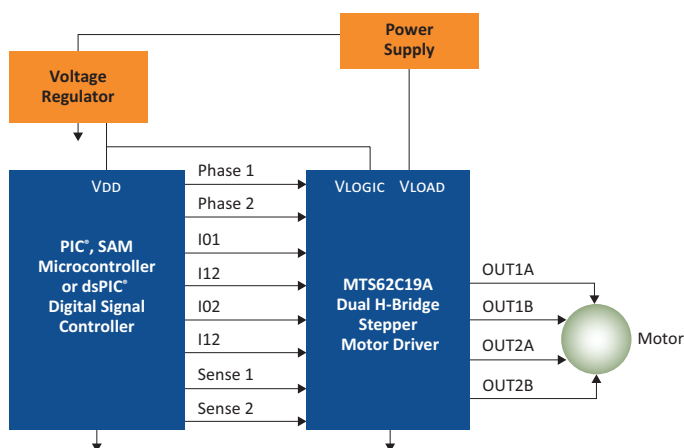 Power
Supply
Voltage
Regulator
VDD
PIC®, SAM
Microcontroller
or dsPIC®
Digital Signal
Controller
Phase 1
Phase 2
I01
I12
I02
I12
Sense 1
Sense 2
VLOGIC VLOAD
MTS62C19A
Dual H-Bridge
Stepper
Motor Driver
OUT1A
OUT1B
OUT2A
OUT2B
Motor